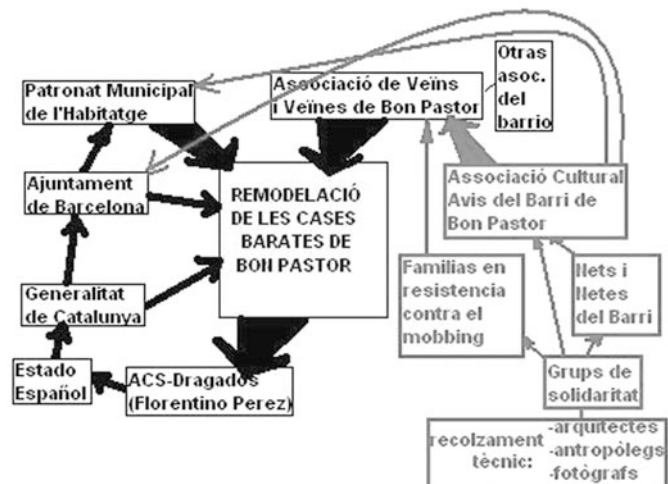 Patronat Municipal
de l'Habitatge
Associació de Veïns
i Veïnes de Bon Pastor
Otras
asoc.
del
barrio
Ajuntament
de Barcelona
REMODELACIÓ
DE LES CASES
BARATES DE
BON PASTOR
Associació Cultural
Avis del Barri de
Bon Pastor
Generalitat
de Catalunya
Familias en
resistencia
contra el
mobbing
Nets i
Netes
del Barri
Estado
Español
ACS-Dragados
(Florentino Perez)
Grups de
solidaritat
recolzament
tècnic:
-arquitectes
-antropòlegs
-fotògrafs